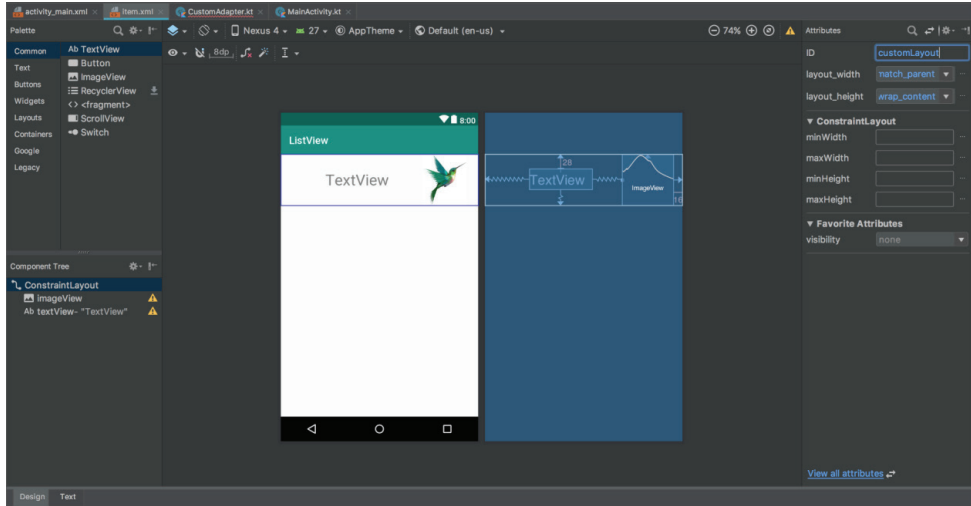 activity_main.xml
item.xml
CustomAdapter.kt
MainActivity.kt
Palette
Nexus 4
27
AppTheme
Default (en-us)
74%
Attributes
Common
Text
Buttons
Widgets
Layouts
Containers
Google
Legacy
Ab TextView
Button
ImageView
RecyclerView
<> <fragment>
ScrollView
Switch
8dp
8:00
ListView
TextView
28
TextView
ImageView
16
ID
customLayout
layout_width
match_parent
layout_height
wrap_content
ConstraintLayout
minWidth
maxWidth
minHeight
maxHeight
Favorite Attributes
visibility
none
View all attributes
Component Tree
ConstraintLayout
imageView
Ab textView- "TextView"
Design
Text